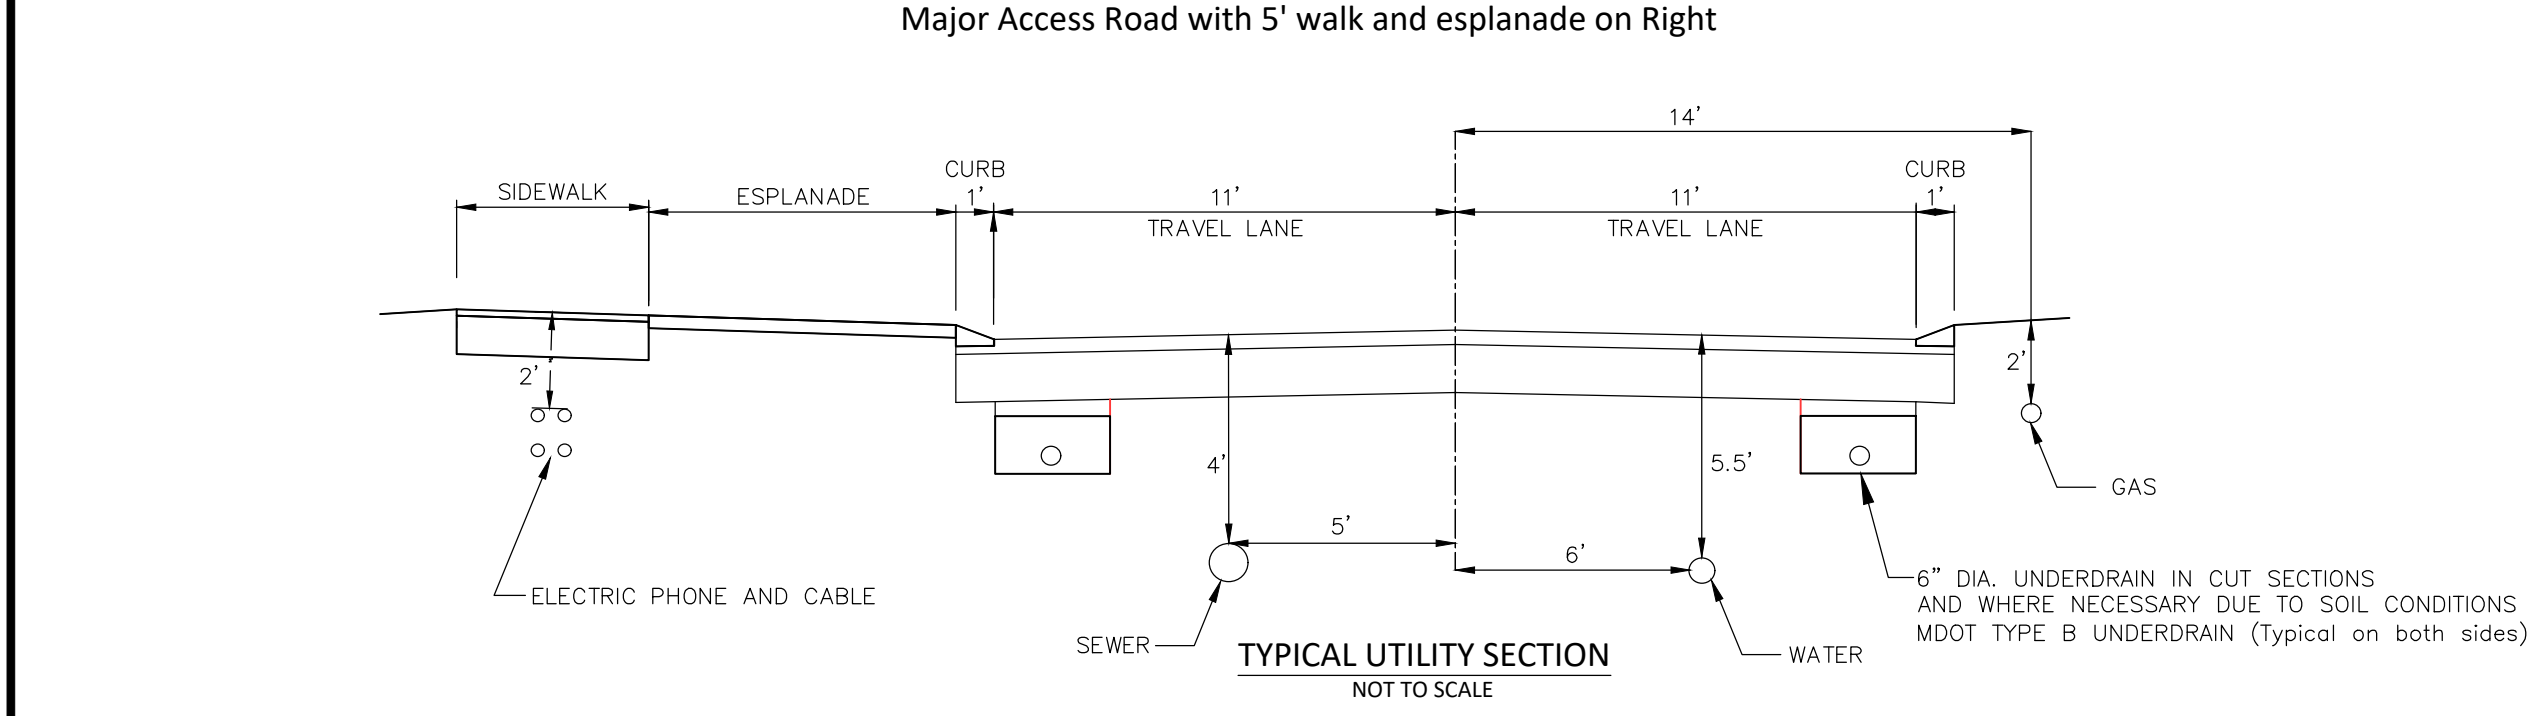 Major Access Road with 5' walk and esplanade on Right
14'
CURB
CURB
SIDEWALK
ESPLANADE
1'
11'
11'
1'
TRAVEL LANE
TRAVEL LANE
2'
2'
4'
5.5'
GAS
5'
6'
6" DIA. UNDERDRAIN IN CUT SECTIONS
AND WHERE NECESSARY DUE TO SOIL CONDITIONS
MDOT TYPE B UNDERDRAIN (Typical on both sides)
ELECTRIC PHONE AND CABLE
SEWER
WATER
TYPICAL UTILITY SECTION
NOT TO SCALE